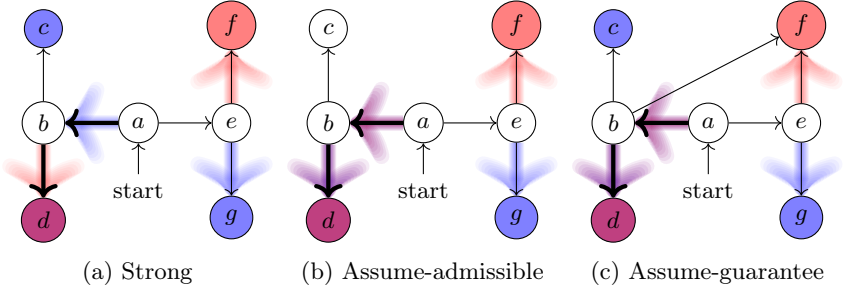 c f c f c f
b a e b a e b a e
start start start
d g d g d g
(a) Strong (b) Assume-admissible (c) Assume-guarantee